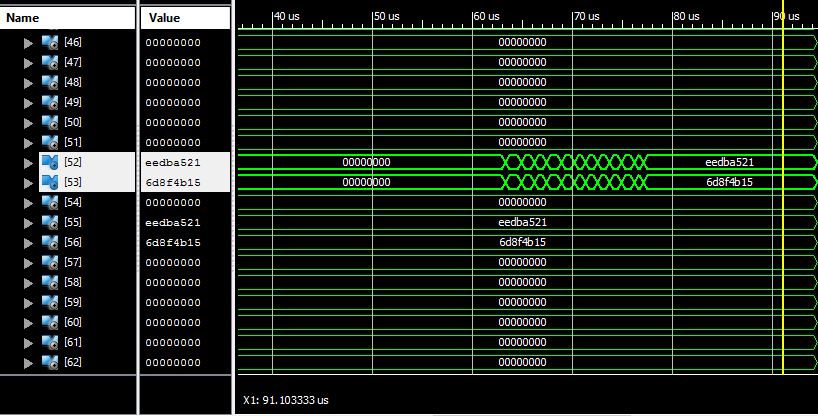 Name Value 40 us 50 us 60 us 70 us 80 us 90 us
[46] 00000000 00000000
[47] 00000000 00000000
[48] 00000000 00000000
[49] 00000000 00000000
[50] 00000000 00000000
[51] 00000000 00000000
[52] eedba521 00000000 eedba521
[53] 6d8f4b15 00000000 6d8f4b15
[54] 00000000 00000000
[55] eedba521 eedba521
[56] 6d8f4b15 6d8f4b15
[57] 00000000 00000000
[58] 00000000 00000000
[59] 00000000 00000000
[60] 00000000 00000000
[61] 00000000 00000000
[62] 00000000 00000000
X1: 91.103333 us